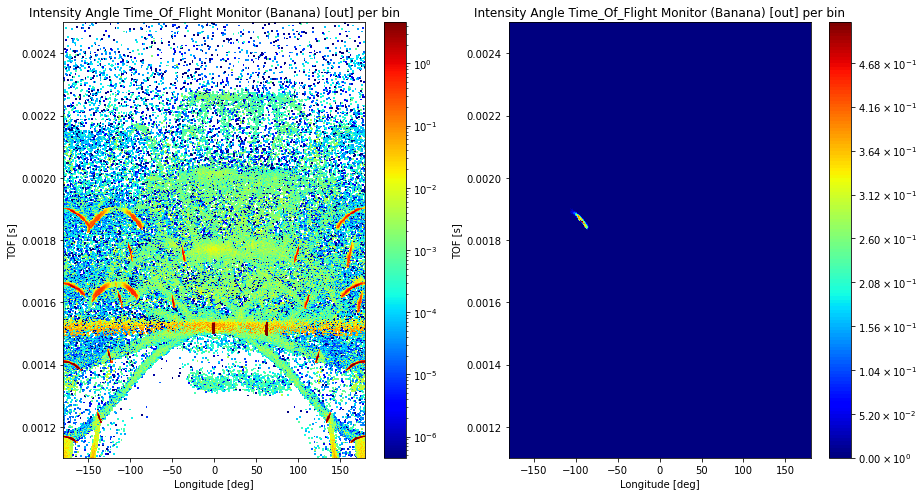 Intensity Angle Time_Of_Flight Monitor (Banana) [out] per bin
Intensity Angle Time_Of_Flight Monitor (Banana) [out] per bin
TOF [s]
0.0024
0.0022
0.0020
0.0018
0.0016
0.0014
0.0012
−150
−100
−50
0
50
100
150
Longitude [deg]
10⁰
10⁻¹
10⁻²
10⁻³
10⁻⁴
10⁻⁵
10⁻⁶
TOF [s]
0.0024
0.0022
0.0020
0.0018
0.0016
0.0014
0.0012
−150
−100
−50
0
50
100
150
Longitude [deg]
4.68 × 10⁻¹
4.16 × 10⁻¹
3.64 × 10⁻¹
3.12 × 10⁻¹
2.60 × 10⁻¹
2.08 × 10⁻¹
1.56 × 10⁻¹
1.04 × 10⁻¹
5.20 × 10⁻²
0.00 × 10⁰